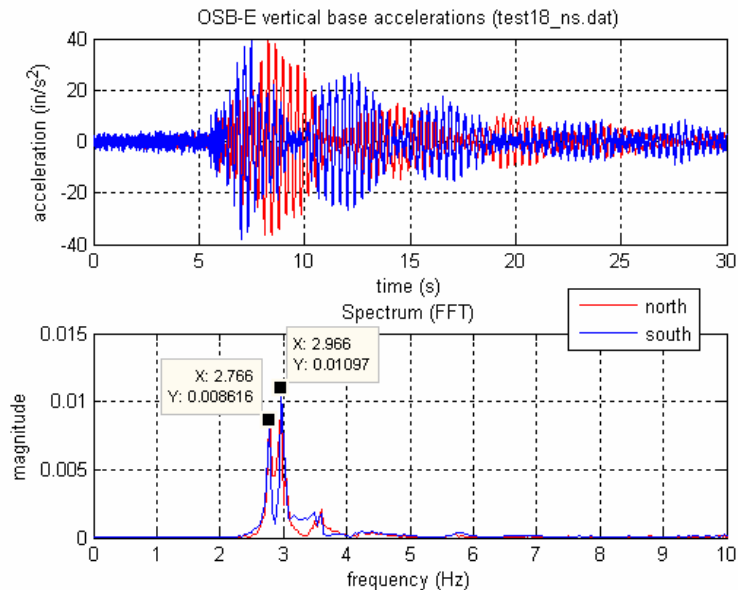 OSB-E vertical base accelerations (test18_ns.dat)
40
20
0
-20
-40
acceleration (in/s²)
0 5 10 15 20 25 30
time (s)
Spectrum (FFT)
north
south
0.015
0.01
0.005
0
magnitude
X: 2.966
Y: 0.01097
X: 2.766
Y: 0.008616
0 1 2 3 4 5 6 7 8 9 10
frequency (Hz)